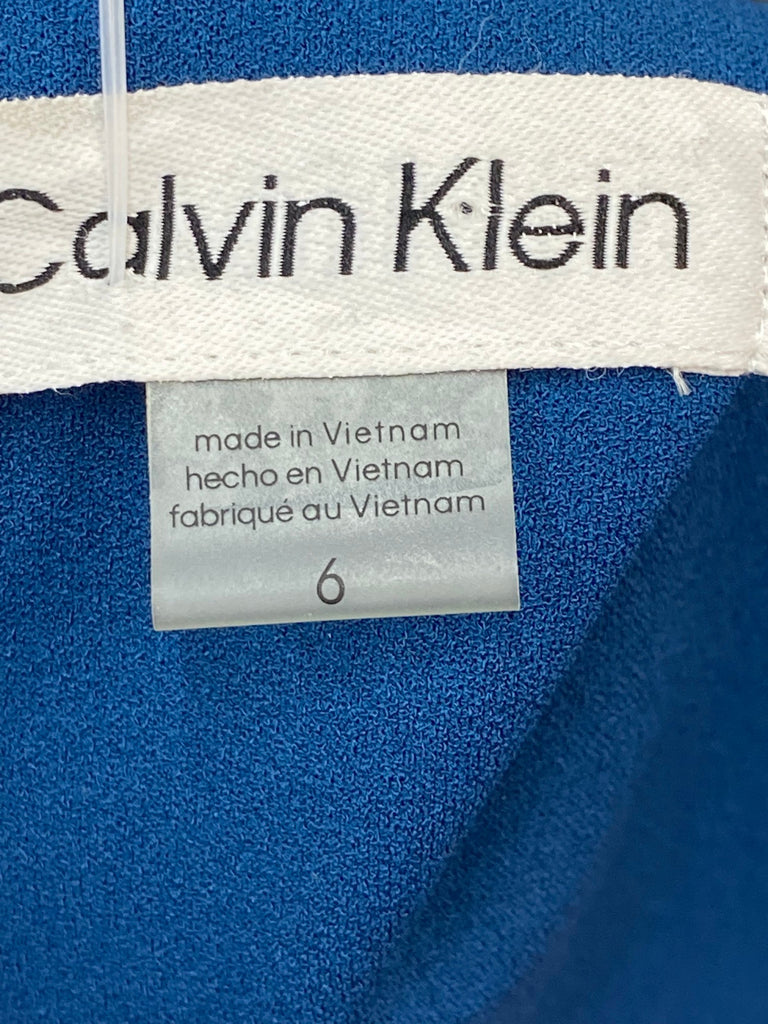 Calvin Klein
made in Vietnam
hecho en Vietnam
fabriqué au Vietnam
6